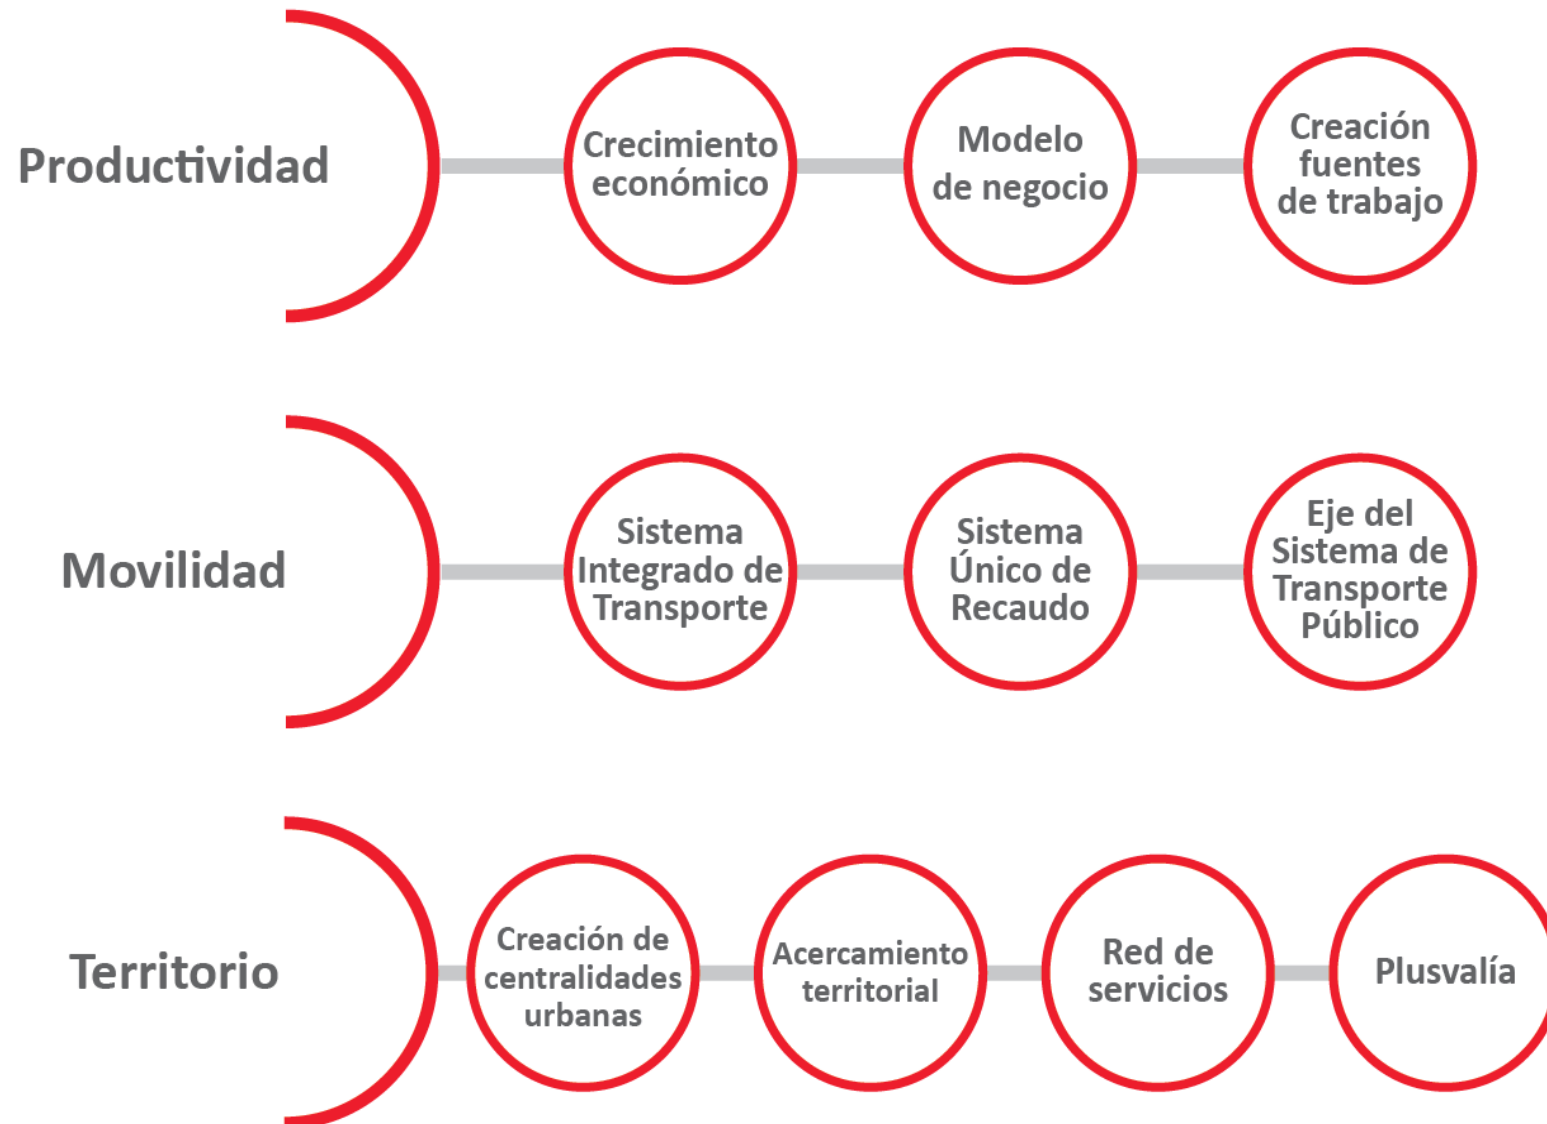 Productividad
Crecimiento
económico
Modelo
de negocio
Creación
fuentes
de trabajo
Movilidad
Sistema
Integrado de
Transporte
Sistema
Único de
Recaudo
Eje del
Sistema de
Transporte
Público
Territorio
Creación de
centralidades
urbanas
Acercamiento
territorial
Red de
servicios
Plusvalía